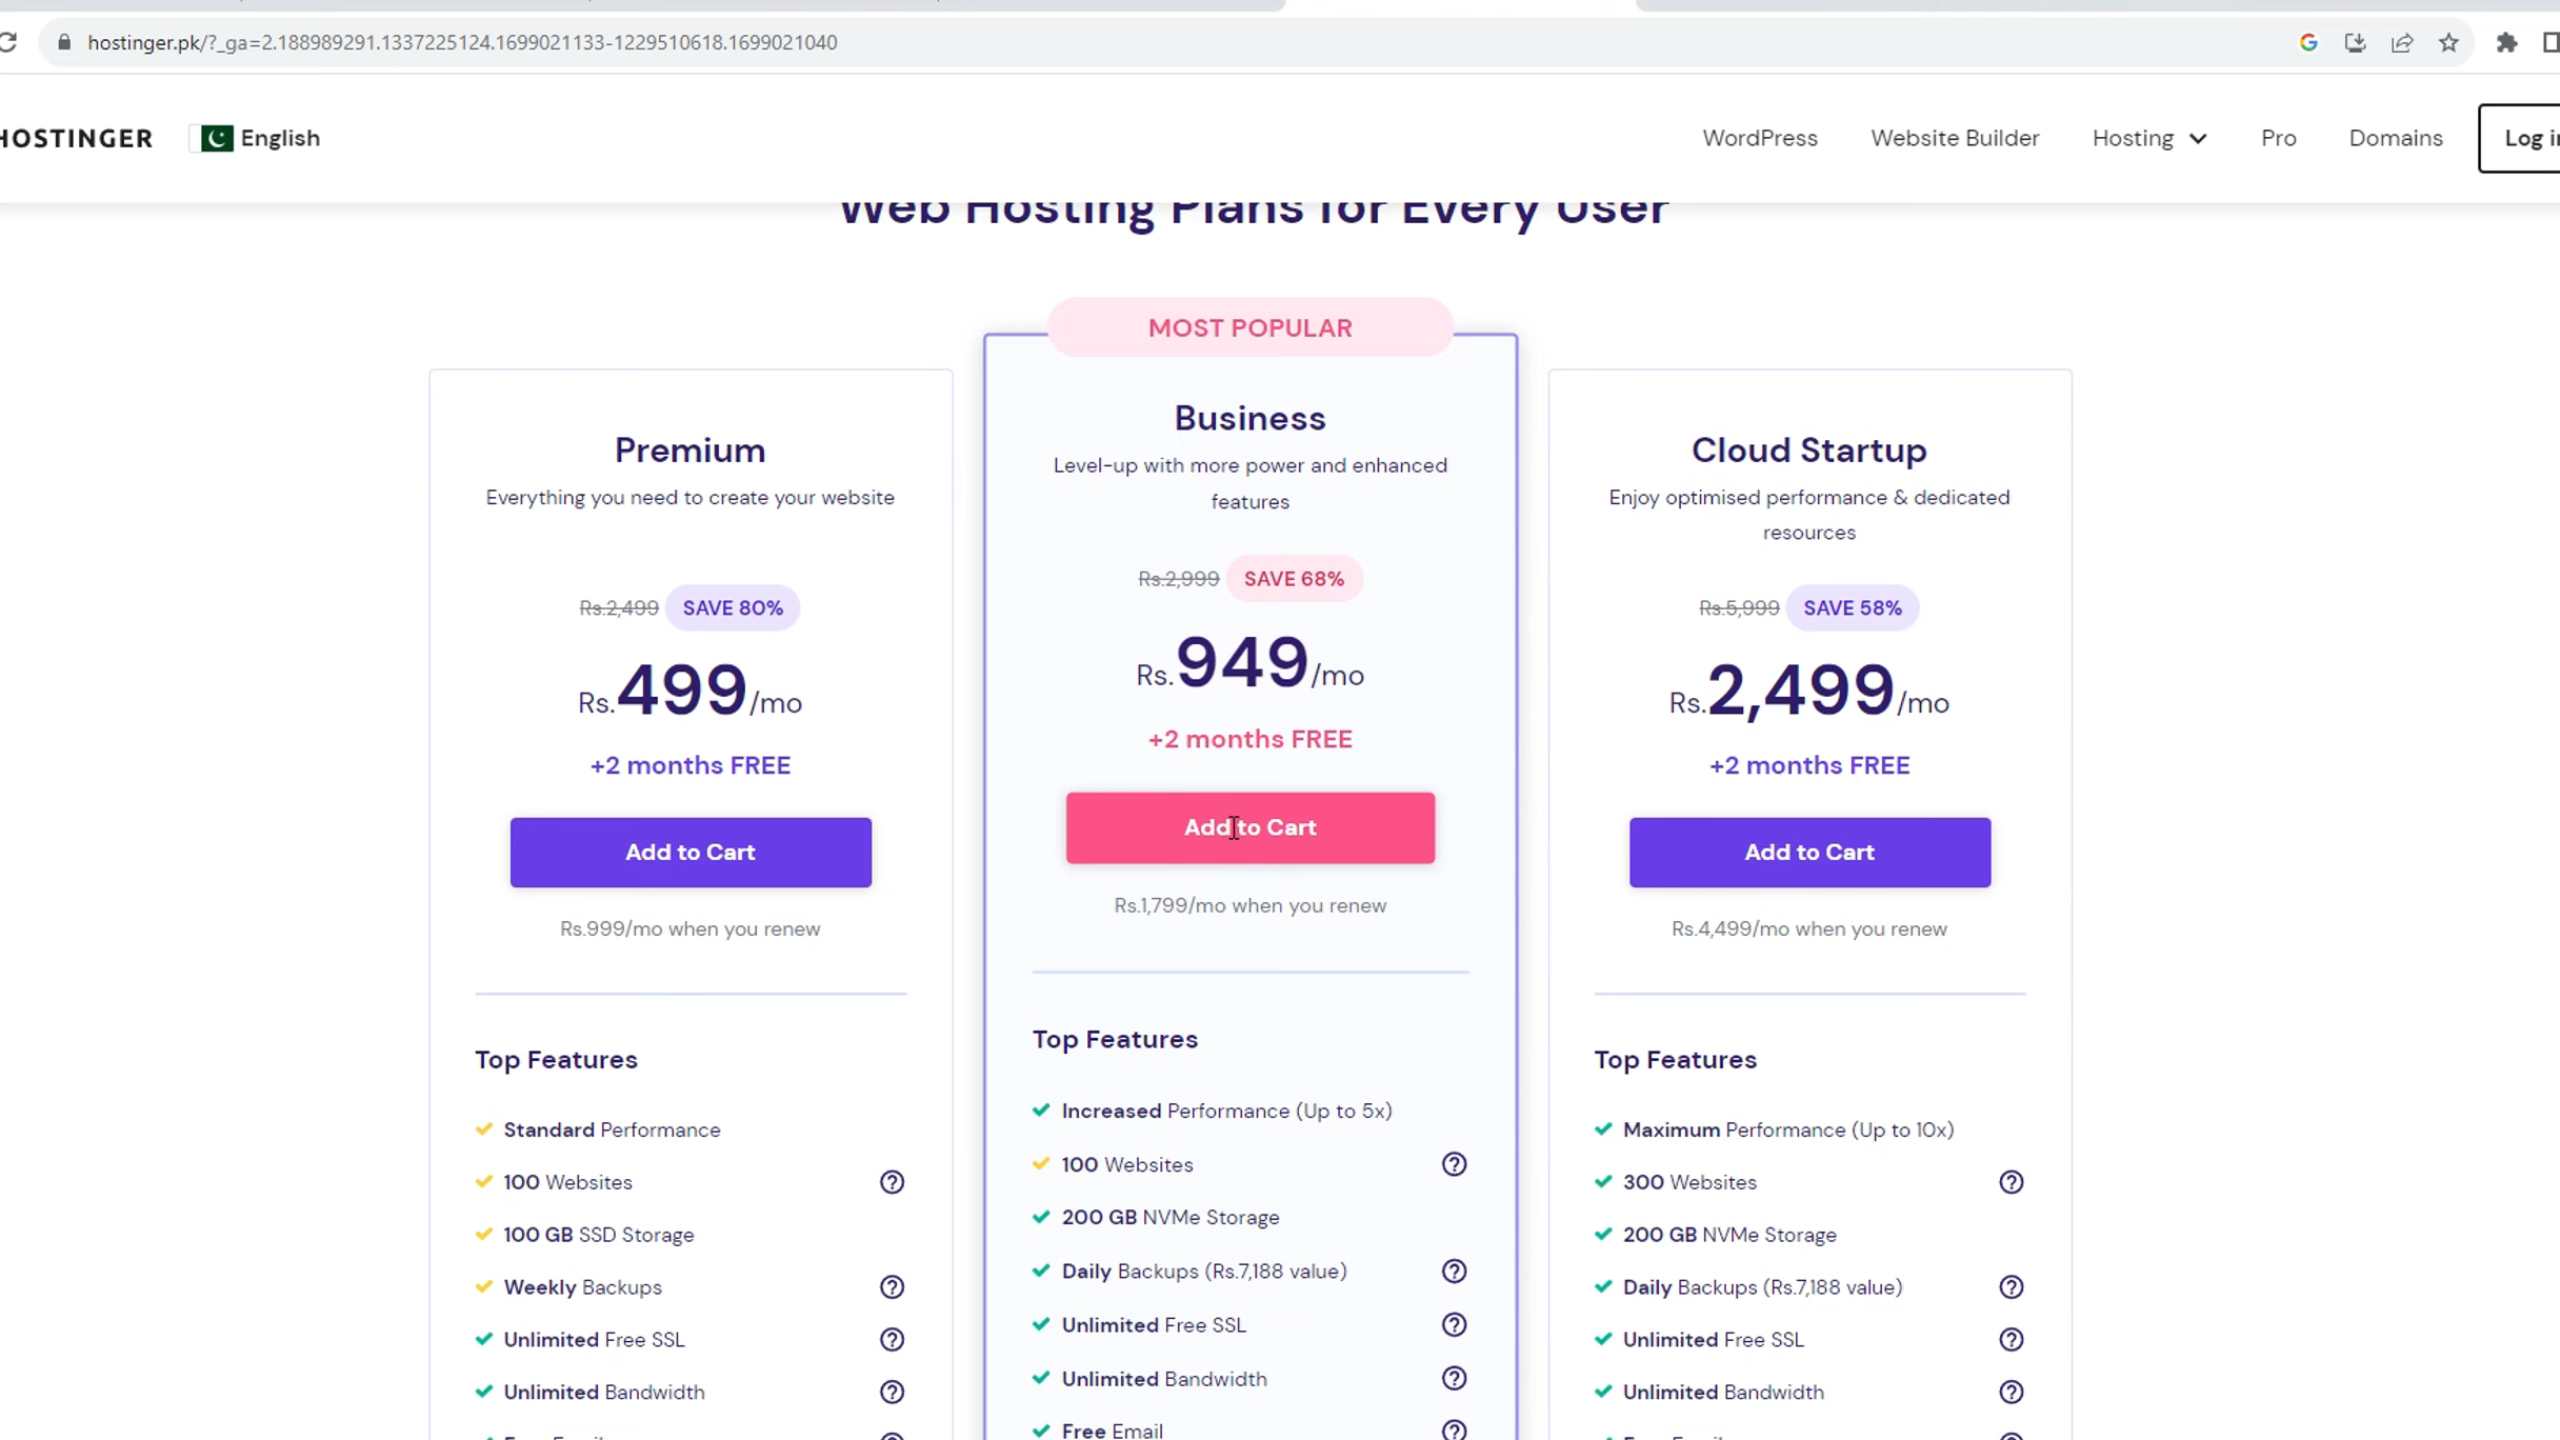 hostinger.pk/?_ga=2.188989291.1337225124.1699021133-1229510618.1699021040
HOSTINGER
English
WordPress
Website Builder
Hosting
Pro
Domains
Log in
Web Hosting Plans for Every User
MOST POPULAR
Premium
Everything you need to create your website
Rs.2,499 SAVE 80%
Rs.499/mo
+2 months FREE
Add to Cart
Rs.999/mo when you renew
Top Features
Standard Performance
100 Websites
100 GB SSD Storage
Weekly Backups
Unlimited Free SSL
Unlimited Bandwidth
Business
Level-up with more power and enhanced
features
Rs.2,999 SAVE 68%
Rs.949/mo
+2 months FREE
Add to Cart
Rs.1,799/mo when you renew
Top Features
Increased Performance (Up to 5x)
100 Websites
200 GB NVMe Storage
Daily Backups (Rs.7,188 value)
Unlimited Free SSL
Unlimited Bandwidth
Free Email
Cloud Startup
Enjoy optimised performance & dedicated
resources
Rs.5,999 SAVE 58%
Rs.2,499/mo
+2 months FREE
Add to Cart
Rs.4,499/mo when you renew
Top Features
Maximum Performance (Up to 10x)
300 Websites
200 GB NVMe Storage
Daily Backups (Rs.7,188 value)
Unlimited Free SSL
Unlimited Bandwidth